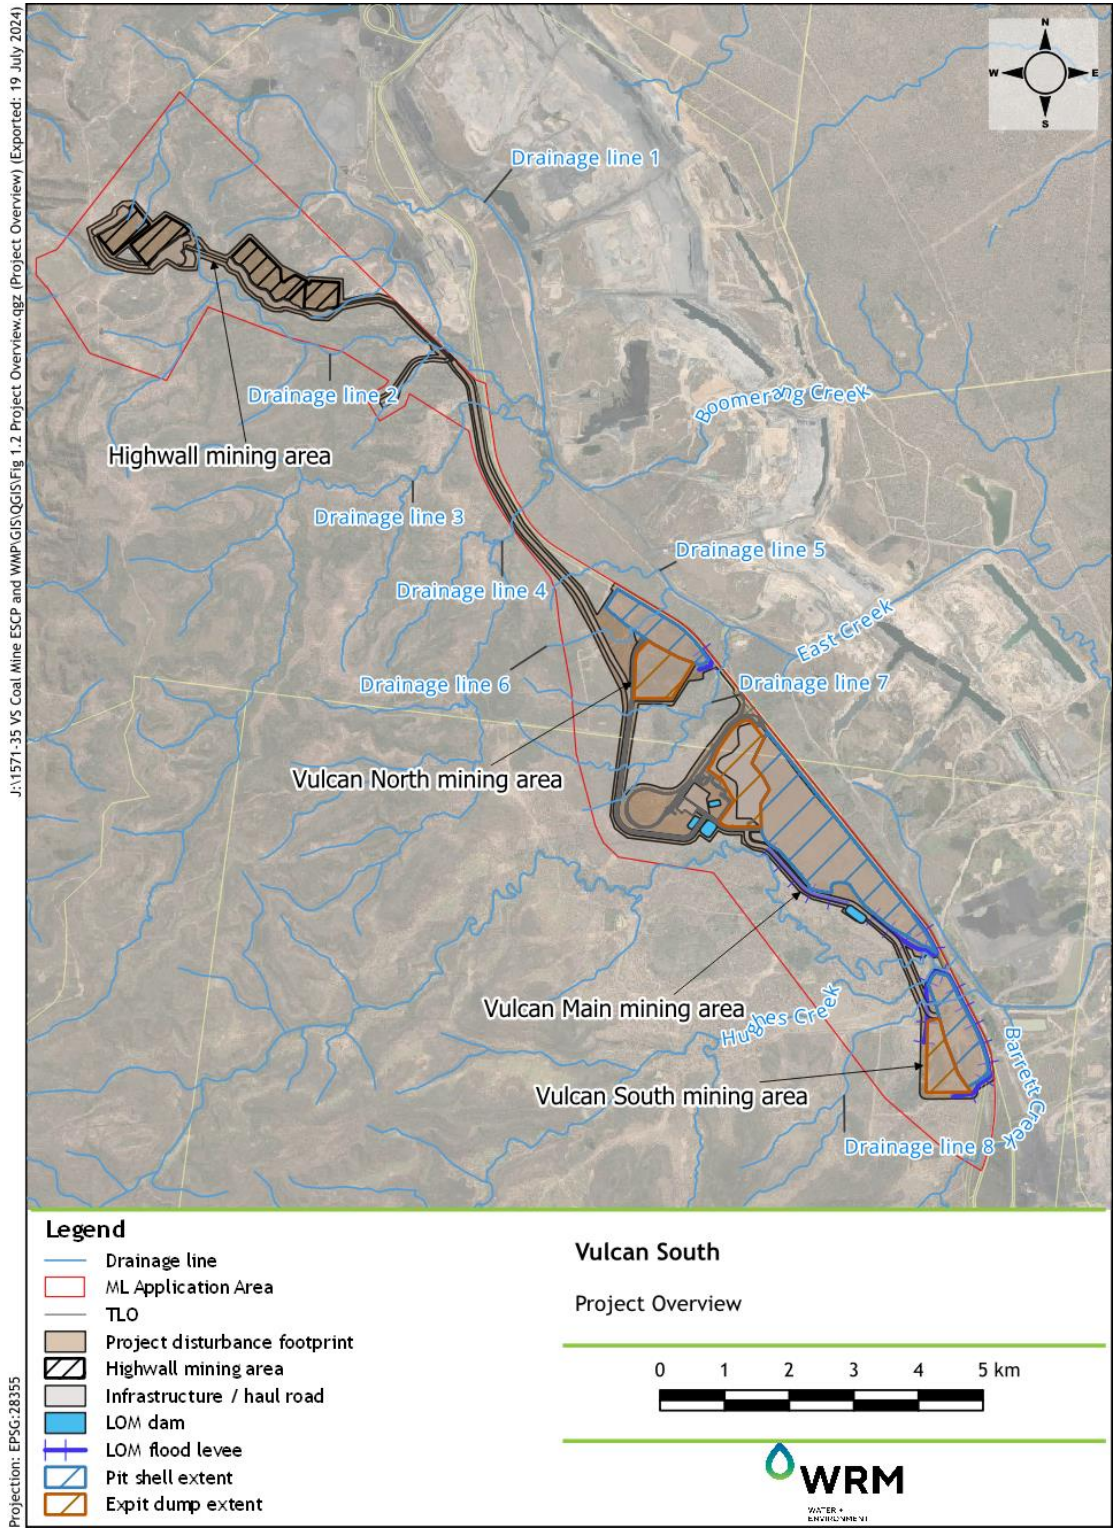 J:\1571-35 VS Coal Mine ESCP and WMP\GIS\QGIS\Fig 1.2 Project Overview.qgz (Project Overview) (Exported: 19 July 2024)
N
W
E
S
Drainage line 1
Boomerang Creek
Drainage line 2
Highwall mining area
Drainage line 3
Drainage line 5
Drainage line 4
East Creek
Drainage line 6
Drainage line 7
Vulcan North mining area
Vulcan Main mining area
Hughes Creek
Barrett Creek
Vulcan South mining area
Drainage line 8
Legend
Drainage line
ML Application Area
TLO
Project disturbance footprint
Highwall mining area
Infrastructure / haul road
LOM dam
LOM flood levee
Pit shell extent
Expit dump extent
Projection: EPSG:28355
Vulcan South
Project Overview
0 1 2 3 4 5 km
WRM
WATER +
ENVIRONMENT